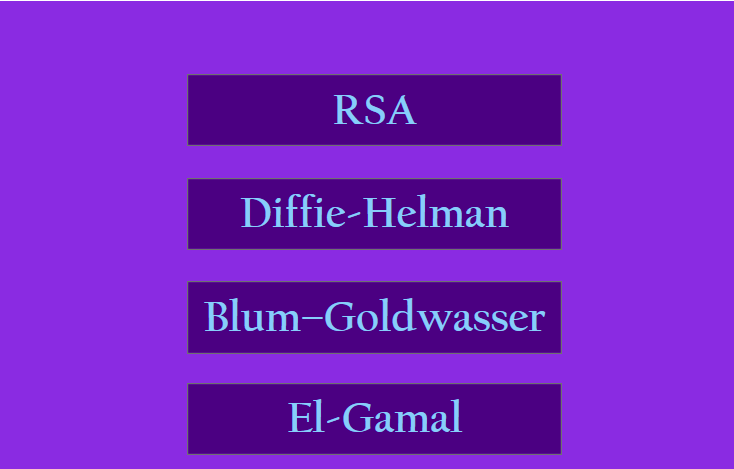 RSA
Diffie-Helman
Blum–Goldwasser
El-Gamal